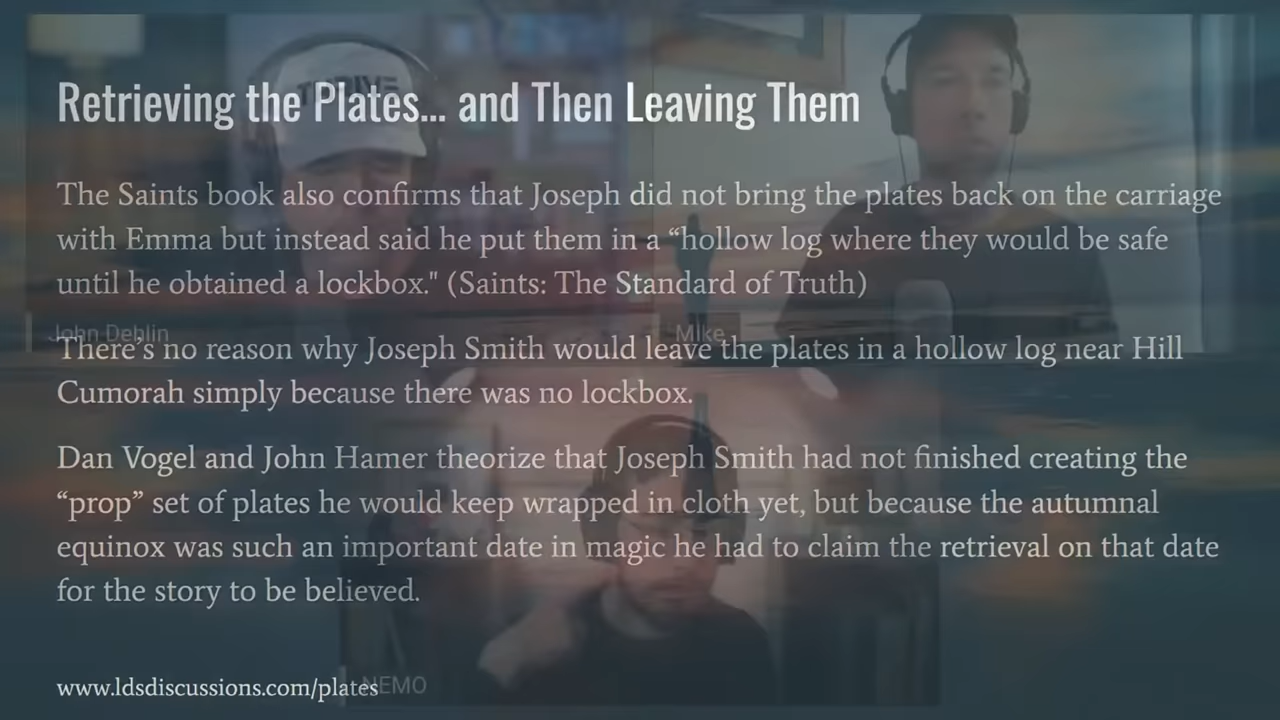 THRIVE
Retrieving the Plates... and Then Leaving Them
The Saints book also confirms that Joseph did not bring the plates back on the carriage
with Emma but instead said he put them in a “hollow log where they would be safe
until he obtained a lockbox." (Saints: The Standard of Truth)
John Dehlin
Mike
There’s no reason why Joseph Smith would leave the plates in a hollow log near Hill
Cumorah simply because there was no lockbox.
Dan Vogel and John Hamer theorize that Joseph Smith had not finished creating the
“prop” set of plates he would keep wrapped in cloth yet, but because the autumnal
equinox was such an important date in magic he had to claim the retrieval on that date
for the story to be believed.
www.ldsdiscussions.com/plates
NEMO